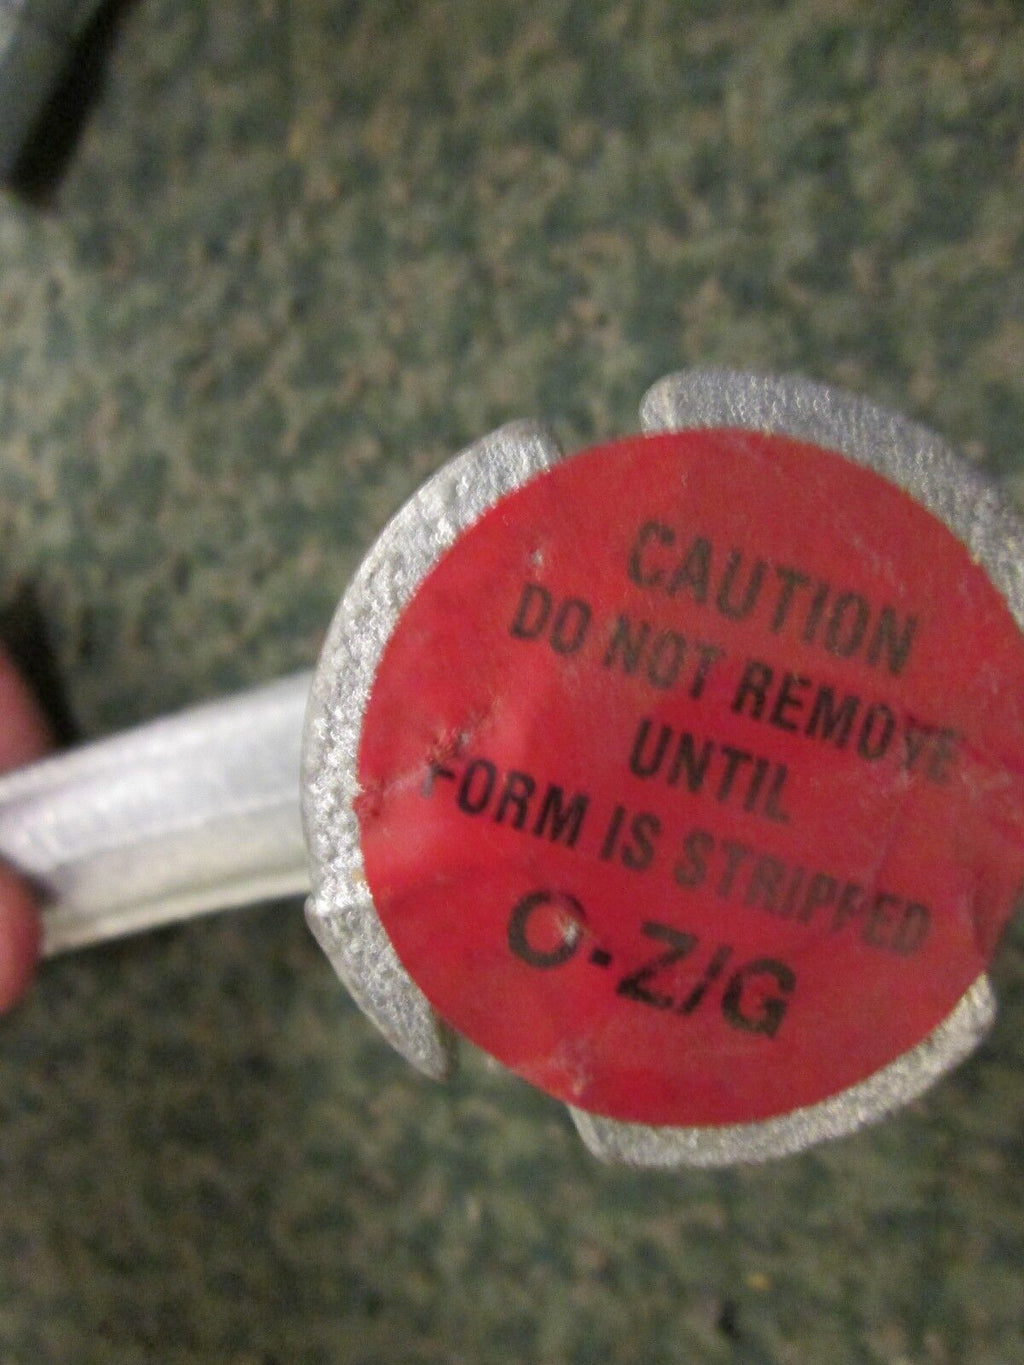 CAUTION
DO NOT REMOVE
UNTIL
FORM IS STRIPPED
O-Z/G